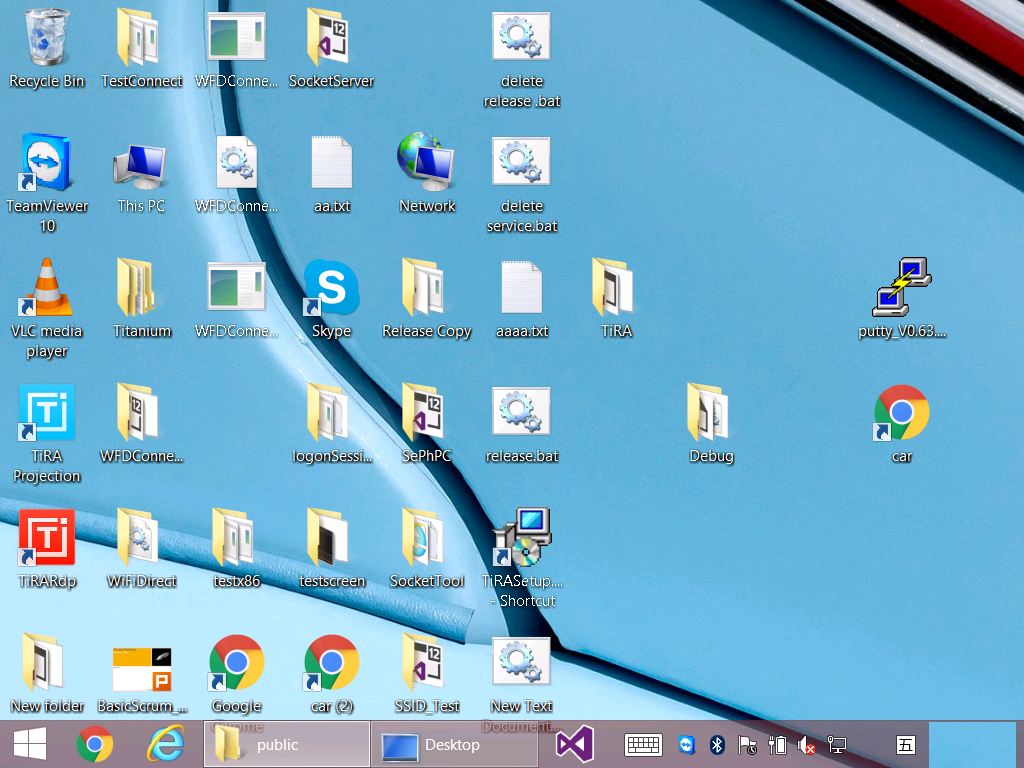 Recycle Bin
TestConnect
WFDConne...
SocketServer
delete
release .bat
TeamViewer
10
This PC
WFDConne...
aa.txt
Network
delete
service.bat
VLC media
player
Titanium
WFDConne...
Skype
Release Copy
aaaa.txt
TiRA
putty_V0.63....
TiRA
Projection
WFDConne...
logonSessi...
SePhPC
release.bat
Debug
car
TiRARdp
WiFiDirect
testx86
testscreen
SocketTool
TiRASetup....
- Shortcut
New folder
BasicScrum_...
Google
Chrome
car (2)
SSID_Test
New Text
Document...
public
Desktop
五